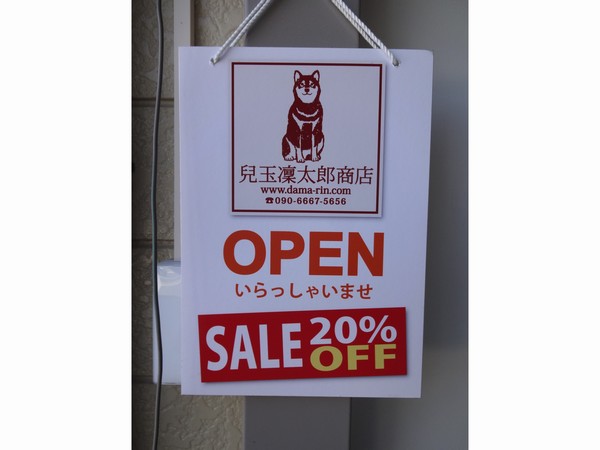 兒玉凜太郎商店
www.dama-rin.com
☎090-6667-5656
OPEN
いらっしゃいませ
SALE 20% OFF